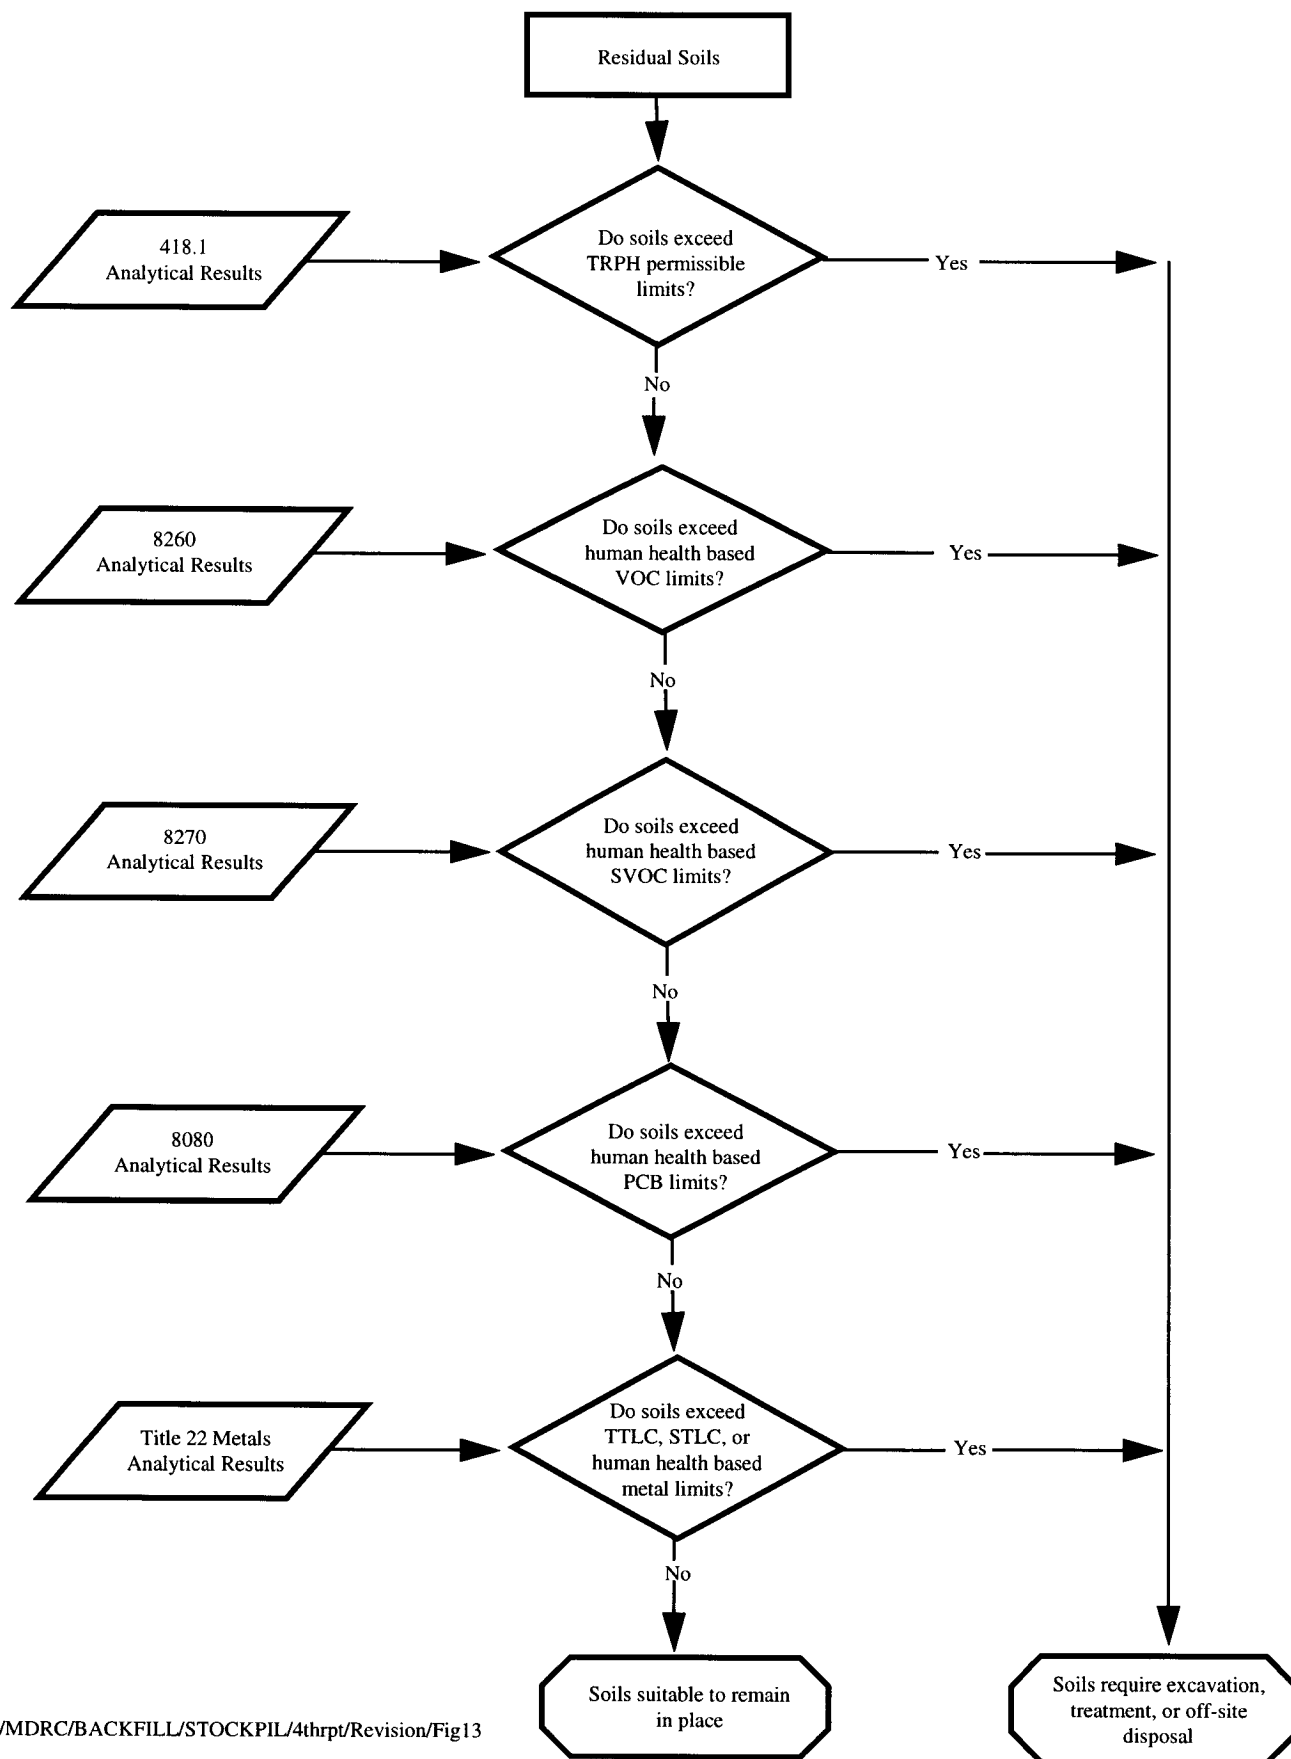 Residual Soils
418.1
Analytical Results
Do soils exceed
TRPH permissible
limits?
Yes
No
8260
Analytical Results
Do soils exceed
human health based
VOC limits?
Yes
No
8270
Analytical Results
Do soils exceed
human health based
SVOC limits?
Yes
No
8080
Analytical Results
Do soils exceed
human health based
PCB limits?
Yes
No
Title 22 Metals
Analytical Results
Do soils exceed
TTLC, STLC, or
human health based
metal limits?
Yes
No
Soils suitable to remain
in place
Soils require excavation,
treatment, or off-site
disposal
/MDRC/BACKFILL/STOCKPIL/4thrpt/Revision/Fig13